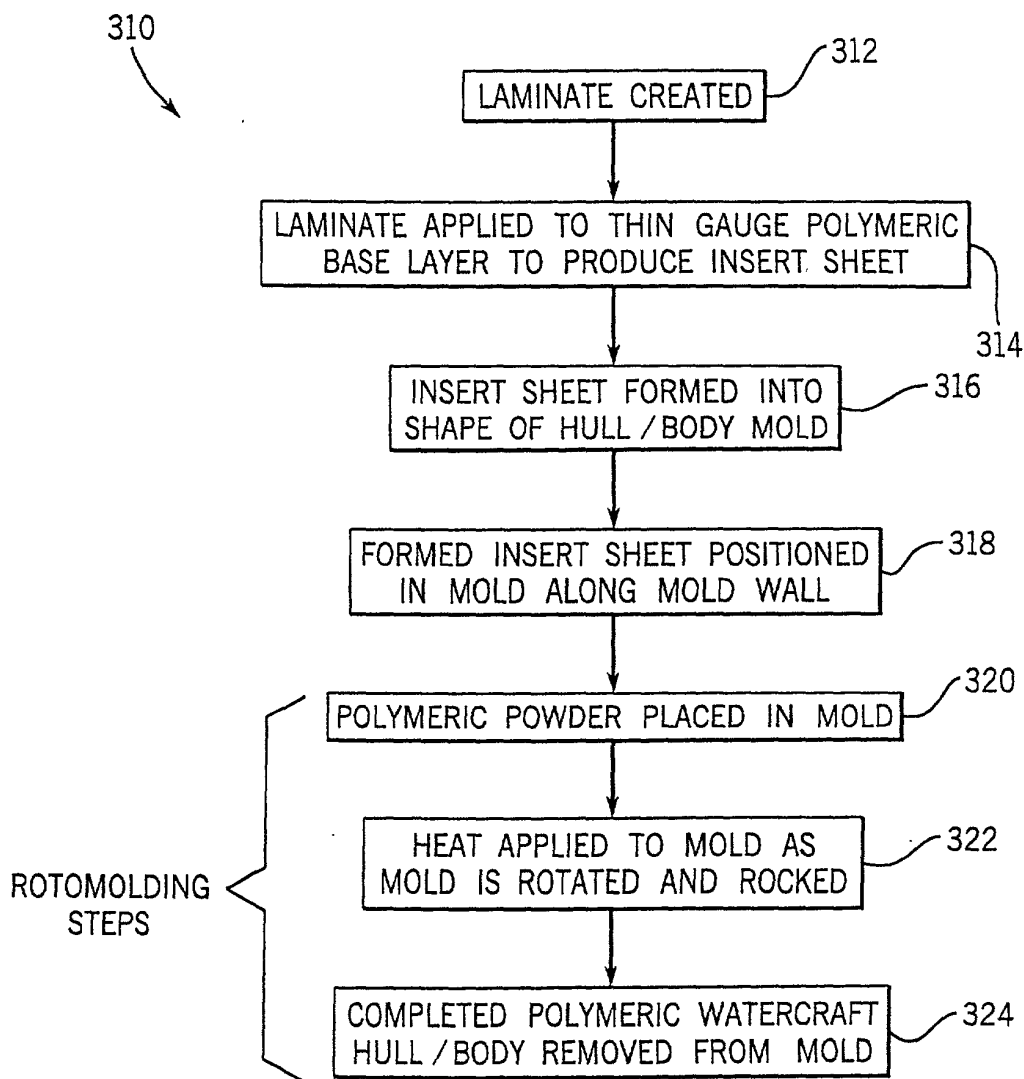 310
312
LAMINATE CREATED
LAMINATE APPLIED TO THIN GAUGE POLYMERIC
BASE LAYER TO PRODUCE INSERT SHEET
314
INSERT SHEET FORMED INTO
SHAPE OF HULL/BODY MOLD
316
FORMED INSERT SHEET POSITIONED
IN MOLD ALONG MOLD WALL
318
320
POLYMERIC POWDER PLACED IN MOLD
HEAT APPLIED TO MOLD AS
MOLD IS ROTATED AND ROCKED
322
ROTOMOLDING
STEPS
COMPLETED POLYMERIC WATERCRAFT
HULL/BODY REMOVED FROM MOLD
324